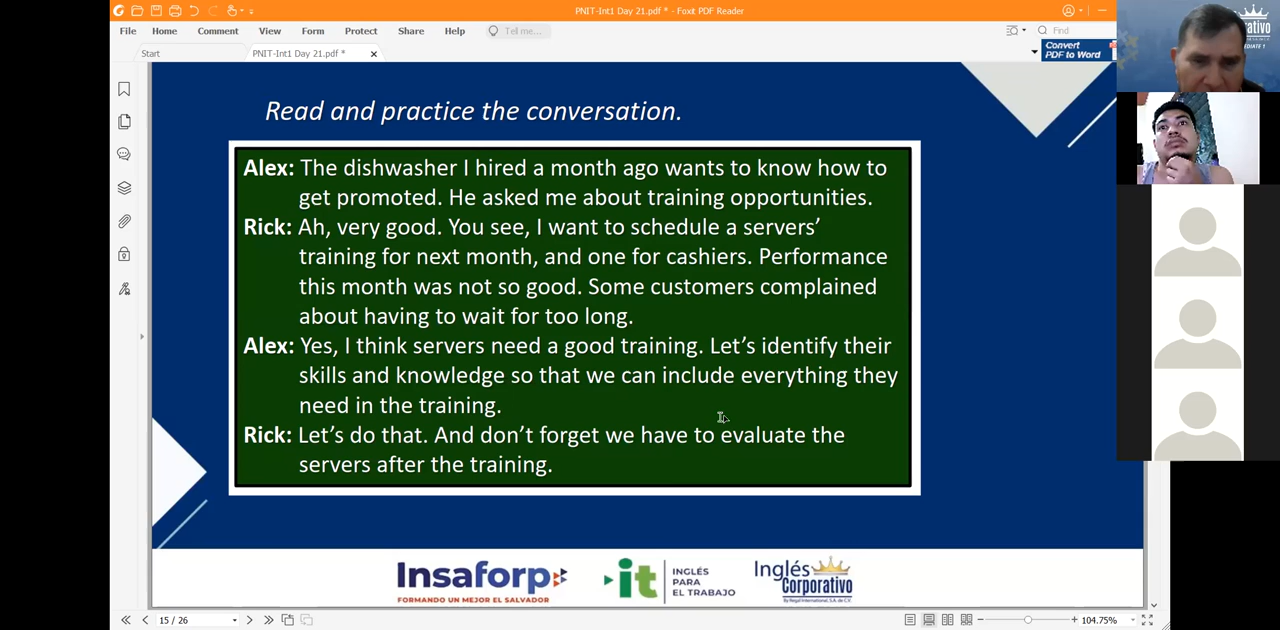 PNIT-Int1 Day 21.pdf * - Foxit PDF Reader
File Home Comment View Form Protect Share Help Tell me... Find
Start PNIT-Int1 Day 21.pdf * Convert
PDF to Word
Read and practice the conversation.
Alex: The dishwasher I hired a month ago wants to know how to
get promoted. He asked me about training opportunities.
Rick: Ah, very good. You see, I want to schedule a servers’
training for next month, and one for cashiers. Performance
this month was not so good. Some customers complained
about having to wait for too long.
Alex: Yes, I think servers need a good training. Let’s identify their
skills and knowledge so that we can include everything they
need in the training.
Rick: Let’s do that. And don’t forget we have to evaluate the
servers after the training.
Insaforp
FORMANDO UN MEJOR EL SALVADOR
it
INGLÉS
PARA
EL TRABAJO
Inglés
Corporativo
By Regal International, S.A. de C.V.
15 / 26
104.75%